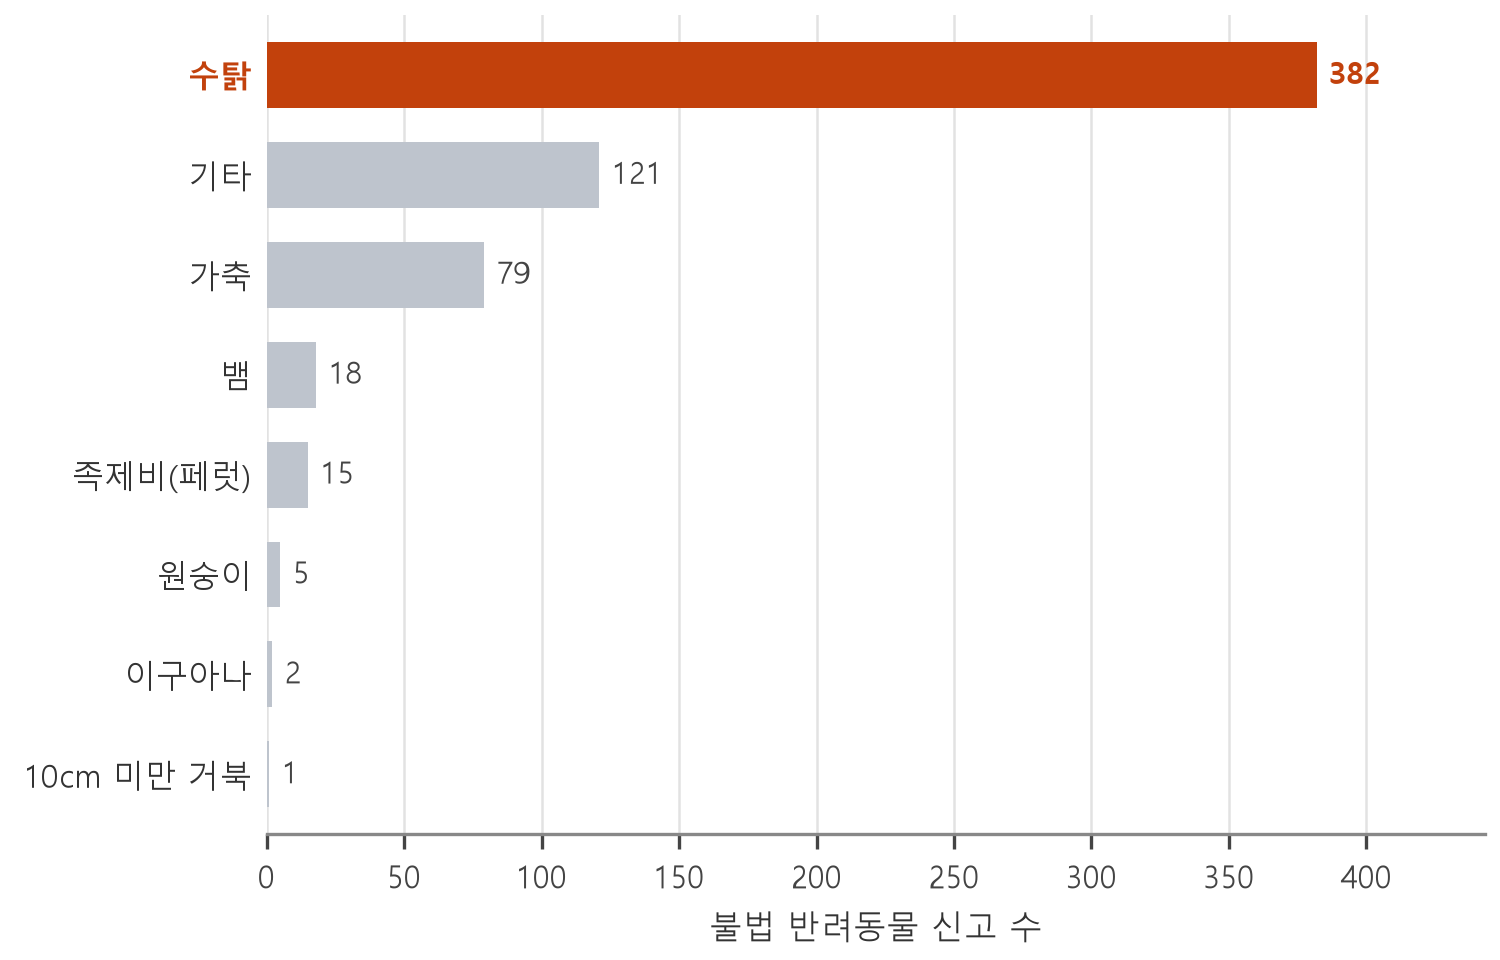 수탉 382
기타 121
가축 79
뱀 18
족제비(페럿) 15
원숭이 5
이구아나 2
10cm 미만 거북 1
0 50 100 150 200 250 300 350 400
불법 반려동물 신고 수